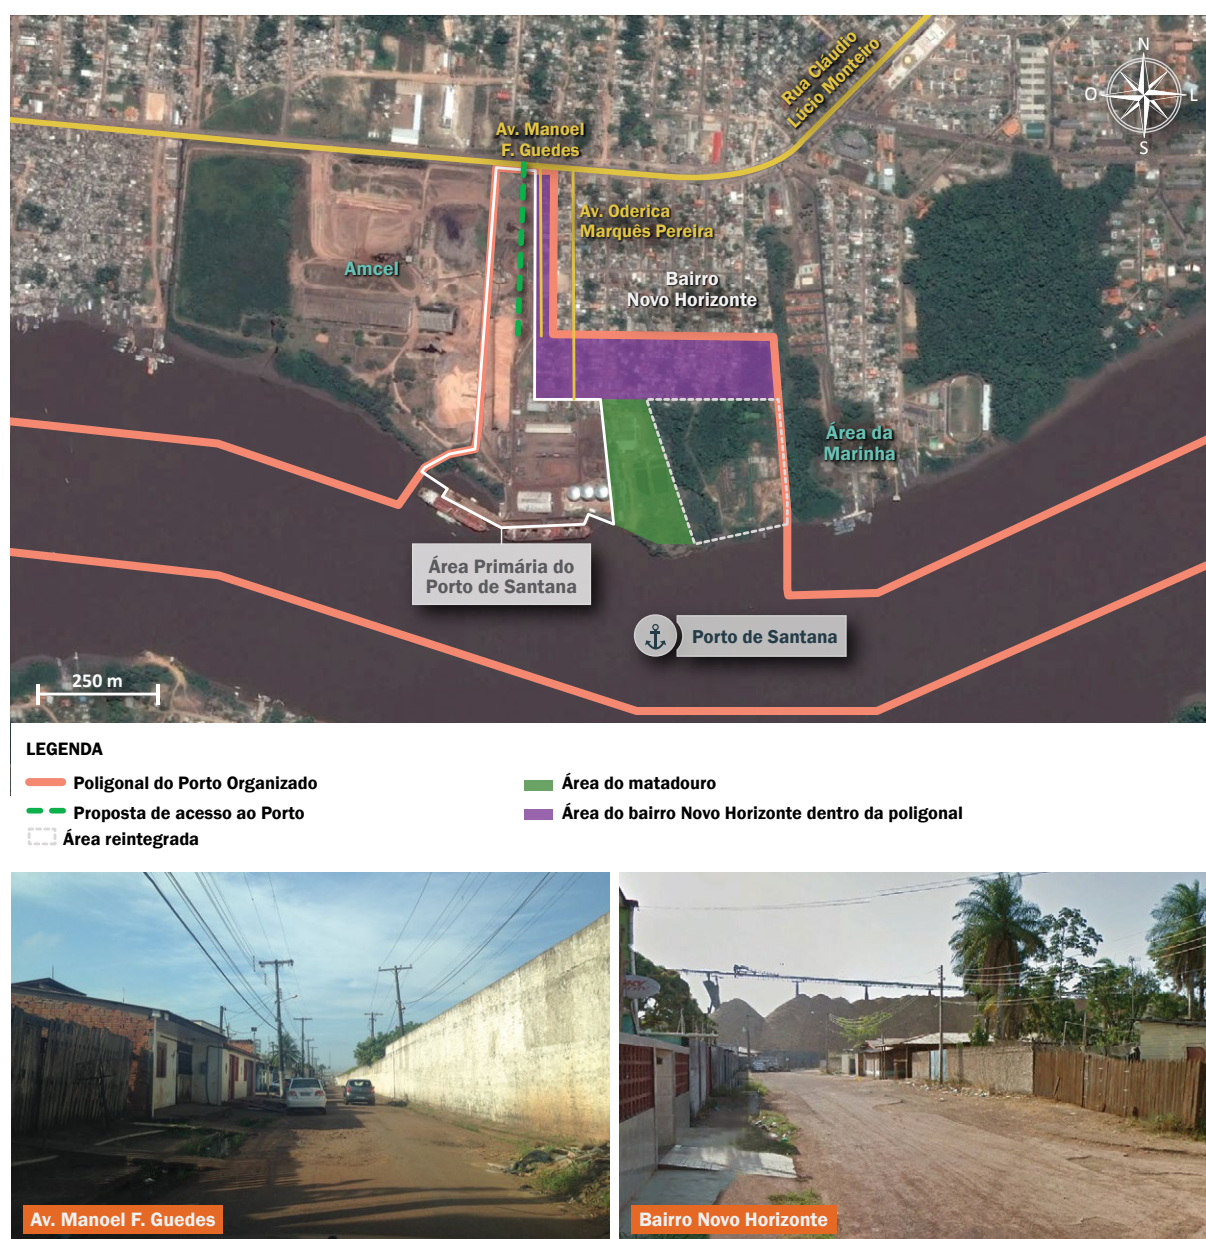 Rua Cláudio
Lúcio Monteiro
N
O
L
S
Av. Manoel
F. Guedes
Av. Oderica
Marquês Pereira
Amcel
Bairro
Novo Horizonte
Área da
Marinha
Área Primária do
Porto de Santana
Porto de Santana
250 m
LEGENDA
Poligonal do Porto Organizado
Proposta de acesso ao Porto
Área reintegrada
Área do matadouro
Área do bairro Novo Horizonte dentro da poligonal
Av. Manoel F. Guedes
Bairro Novo Horizonte